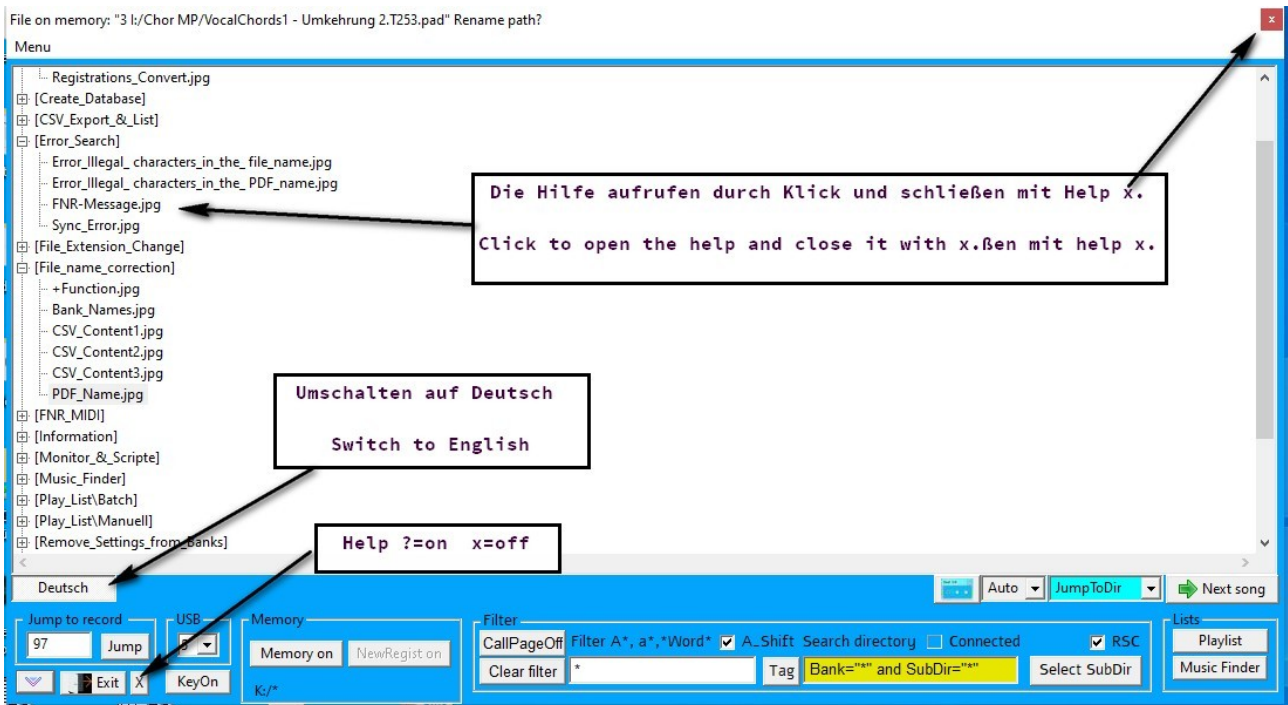 File on memory: "3 I:/Chor MP/VocalChords1 - Umkehrung 2.T253.pad" Rename path?
x
Menu
Registrations_Convert.jpg
[Create_Database]
[CSV_Export_&_List]
[Error_Search]
Error_Illegal_ characters_in_the_ file_name.jpg
Error_Illegal_ characters_in_the_ PDF_name.jpg
FNR-Message.jpg
Sync_Error.jpg
[File_Extension_Change]
[File_name_correction]
+Function.jpg
Bank_Names.jpg
CSV_Content1.jpg
CSV_Content2.jpg
CSV_Content3.jpg
PDF_Name.jpg
[FNR_MIDI]
[Information]
[Monitor_&_Scripte]
[Music_Finder]
[Play_List\Batch]
[Play_List\Manuell]
[Remove_Settings_from_Banks]
Die Hilfe aufrufen durch Klick und schließen mit Help x.
Click to open the help and close it with x.ßen mit help x.
Umschalten auf Deutsch
Switch to English
Help ?=on x=off
Deutsch
Auto
JumpToDir
Next song
Jump to record
97
Jump
USB
Memory
Memory on
NewRegist on
K:/*
Exit
X
KeyOn
Filter
CallPageOff
Filter A*, a*,*Word*
A_Shift
Search directory
Connected
RSC
Clear filter
*
Tag
Bank="*" and SubDir="*"
Select SubDir
Lists
Playlist
Music Finder